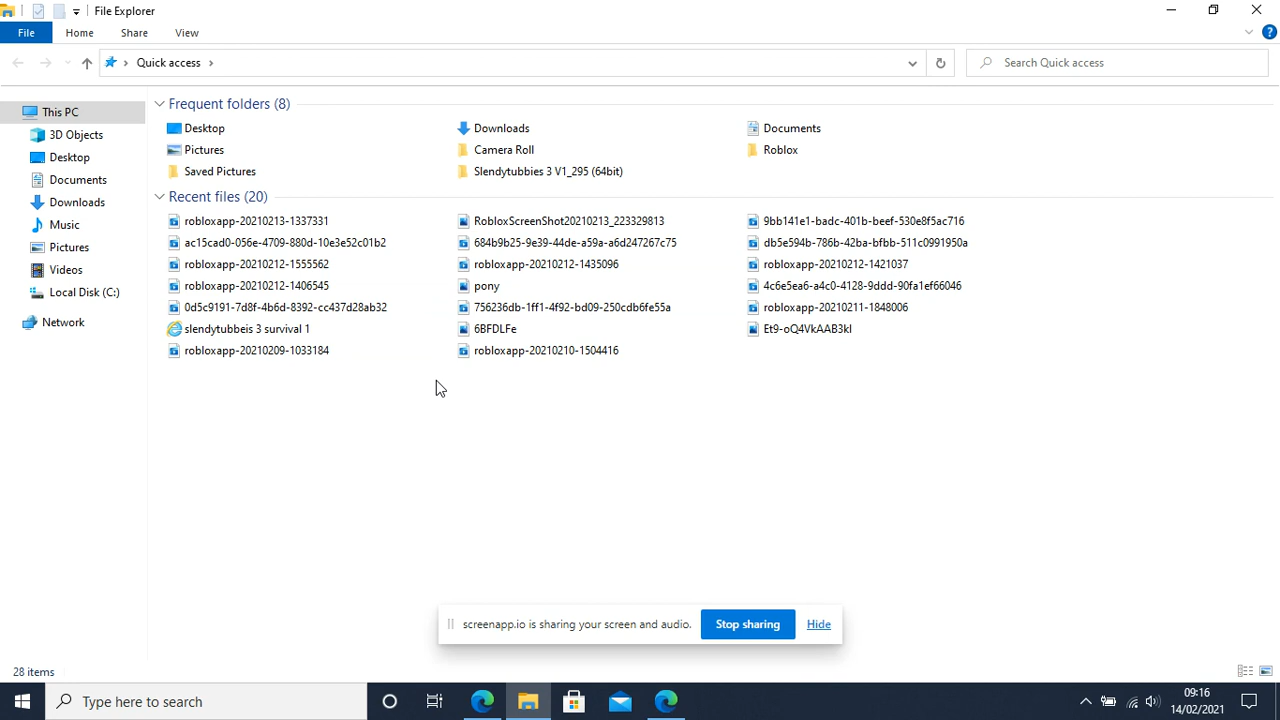 File Explorer
File Home Share View
Quick access
Search Quick access
This PC
3D Objects
Desktop
Documents
Downloads
Music
Pictures
Videos
Local Disk (C:)
Network
Frequent folders (8)
Desktop Downloads Documents
Pictures Camera Roll Roblox
Saved Pictures Slendytubbies 3 V1_295 (64bit)
Recent files (20)
robloxapp-20210213-1337331 RobloxScreenShot20210213_223329813 9bb141e1-badc-401b-beef-530e8f5ac716
ac15cad0-056e-4709-880d-10e3e52c01b2 684b9b25-9e39-44de-a59a-a6d247267c75 db5e594b-786b-42ba-bfbb-511c0991950a
robloxapp-20210212-1555562 robloxapp-20210212-1435096 robloxapp-20210212-1421037
robloxapp-20210212-1406545 pony 4c6e5ea6-a4c0-4128-9ddd-90fa1ef66046
0d5c9191-7d8f-4b6d-8392-cc437d28ab32 756236db-1ff1-4f92-bd09-250cdb6fe55a robloxapp-20210211-1848006
slendytubbeis 3 survival 1 6BFDLFe Et9-oQ4VkAAB3kI
robloxapp-20210209-1033184 robloxapp-20210210-1504416
screenapp.io is sharing your screen and audio. Stop sharing Hide
28 items
Type here to search
09:16
14/02/2021